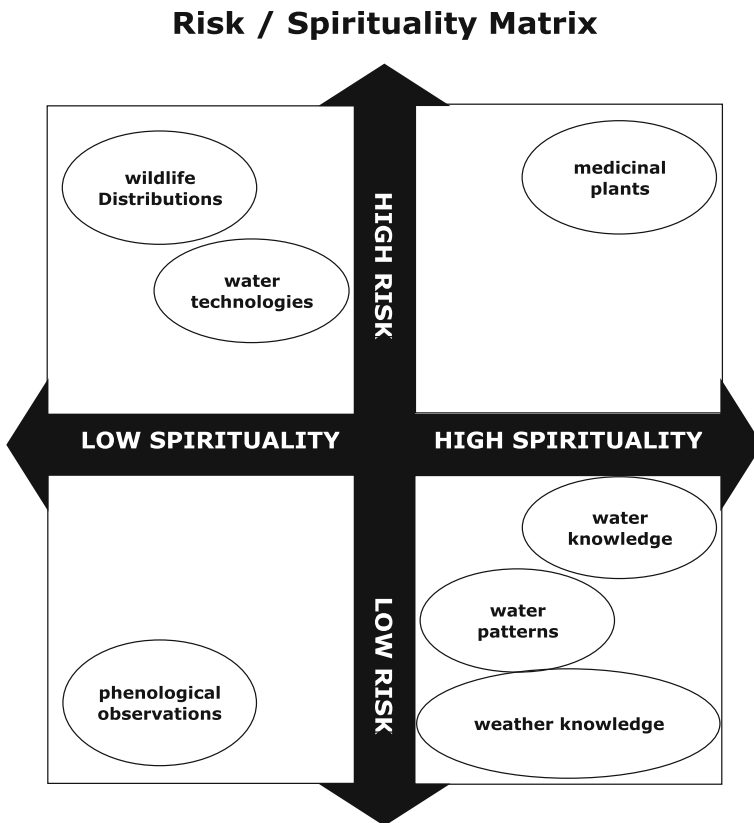 Risk / Spirituality Matrix
wildlife
Distributions
water
technologies
HIGH RISK
medicinal
plants
LOW SPIRITUALITY
HIGH SPIRITUALITY
phenological
observations
LOW RISK
water
knowledge
water
patterns
weather knowledge